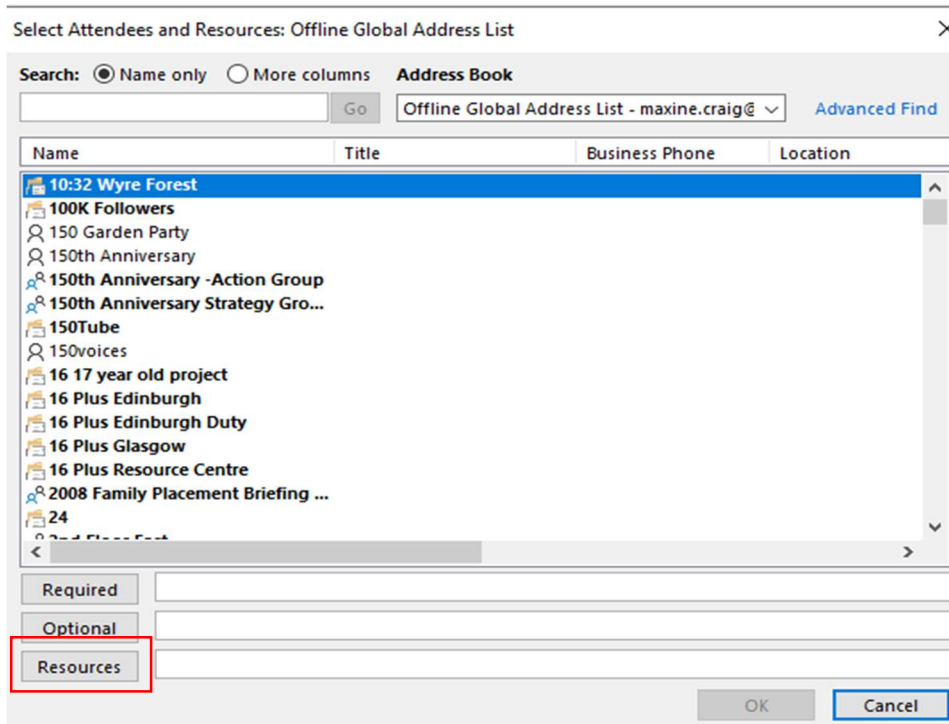 Select Attendees and Resources: Offline Global Address List
Search: Name only More columns Address Book
Go Offline Global Address List - maxine.craig@ Advanced Find
Name Title Business Phone Location
10:32 Wyre Forest
100K Followers
150 Garden Party
150th Anniversary
150th Anniversary -Action Group
150th Anniversary Strategy Gro...
150Tube
150voices
16 17 year old project
16 Plus Edinburgh
16 Plus Edinburgh Duty
16 Plus Glasgow
16 Plus Resource Centre
2008 Family Placement Briefing ...
24
Required
Optional
Resources
OK Cancel